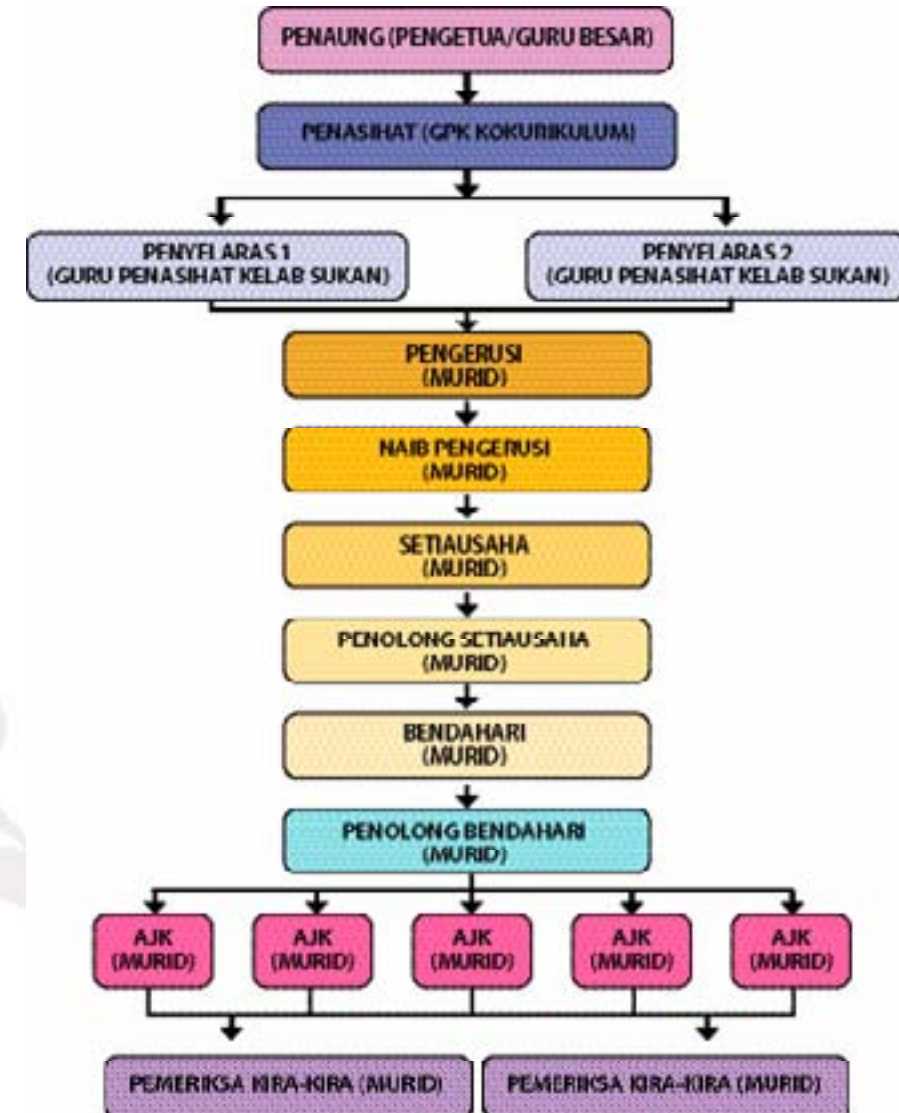 PENAUNG (PENGETUA/GURU BESAR)
PENASIHAT (GPK KOKURIKULUM)
PENYELARAS 1
(GURU PENASIHAT KELAB SUKAN)
PENYELARAS 2
(GURU PENASIHAT KELAB SUKAN)
PENGERUSI
(MURID)
NAIB PENGERUSI
(MURID)
SETIAUSAHA
(MURID)
PENOLONG SETIAUSAHA
(MURID)
BENDAHARI
(MURID)
PENOLONG BENDAHARI
(MURID)
AJK
(MURID)
AJK
(MURID)
AJK
(MURID)
AJK
(MURID)
AJK
(MURID)
PEMERIKSA KIRA-KIRA (MURID)
PEMERIKSA KIRA-KIRA (MURID)